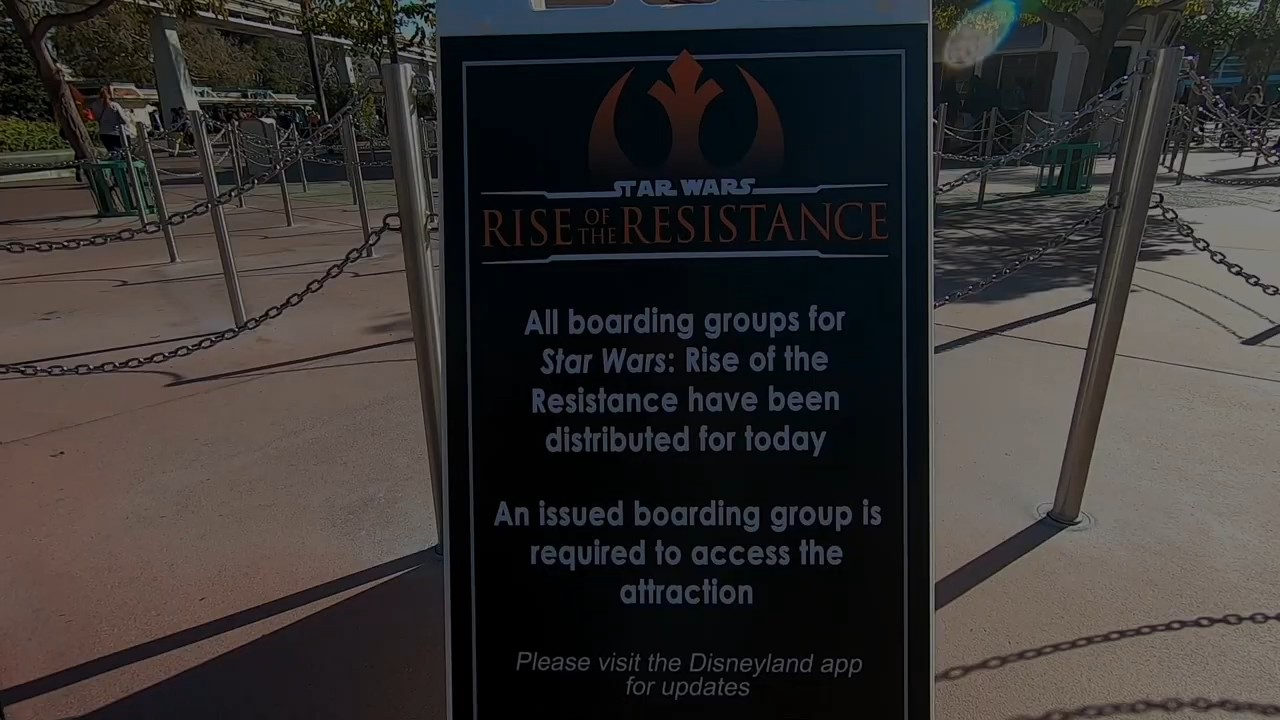 STAR WARS
RISE OF THE RESISTANCE
All boarding groups for
Star Wars: Rise of the
Resistance have been
distributed for today
An issued boarding group is
required to access the
attraction
Please visit the Disneyland app
for updates